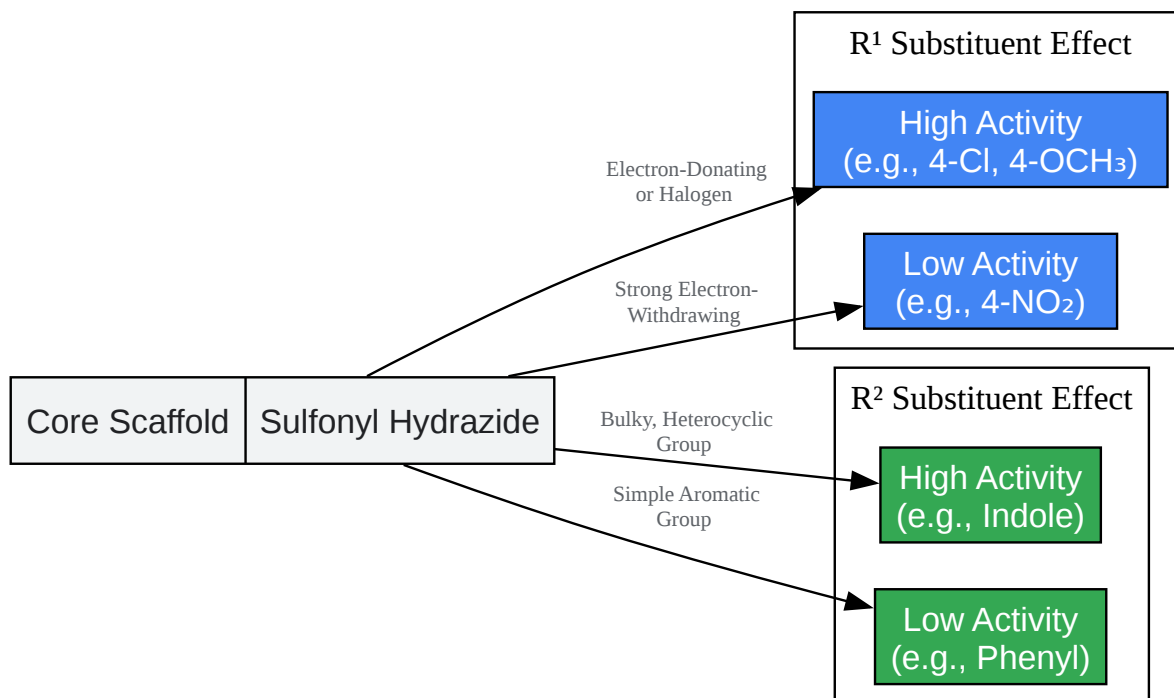 R¹ Substituent Effect
High Activity
(e.g., 4-Cl, 4-OCH₃)
Electron-Donating
or Halogen
Low Activity
(e.g., 4-NO₂)
Strong Electron-
Withdrawing
Core Scaffold
Sulfonyl Hydrazide
R² Substituent Effect
Bulky, Heterocyclic
Group
High Activity
(e.g., Indole)
Simple Aromatic
Group
Low Activity
(e.g., Phenyl)